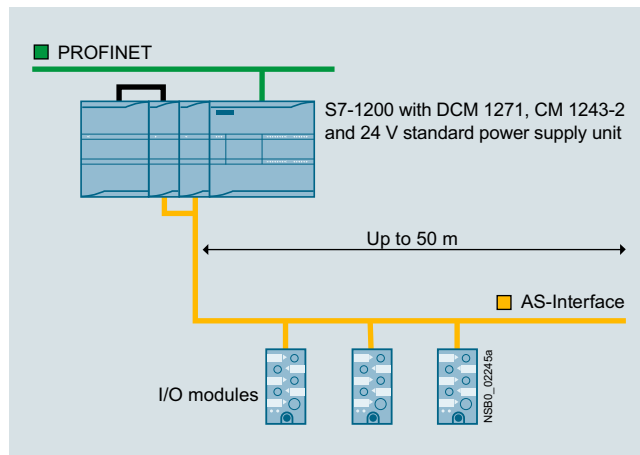 PROFINET
S7-1200 with DCM 1271, CM 1243-2
and 24 V standard power supply unit
Up to 50 m
AS-Interface
I/O modules
NSB0_02245a